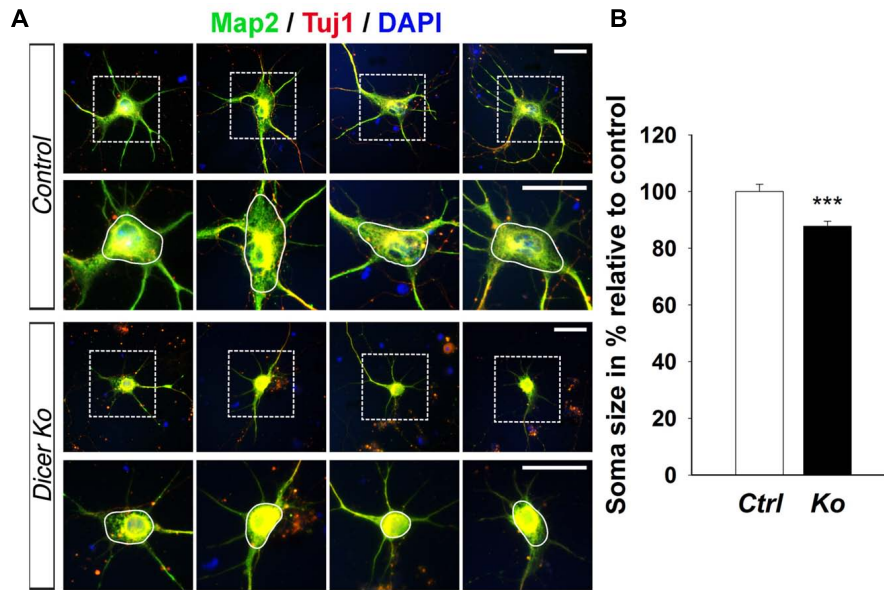 A
Map2 / Tuj1 / DAPI
Control
Dicer Ko
B
Soma size in % relative to control
120
100
80
60
40
20
0
***
Ctrl Ko